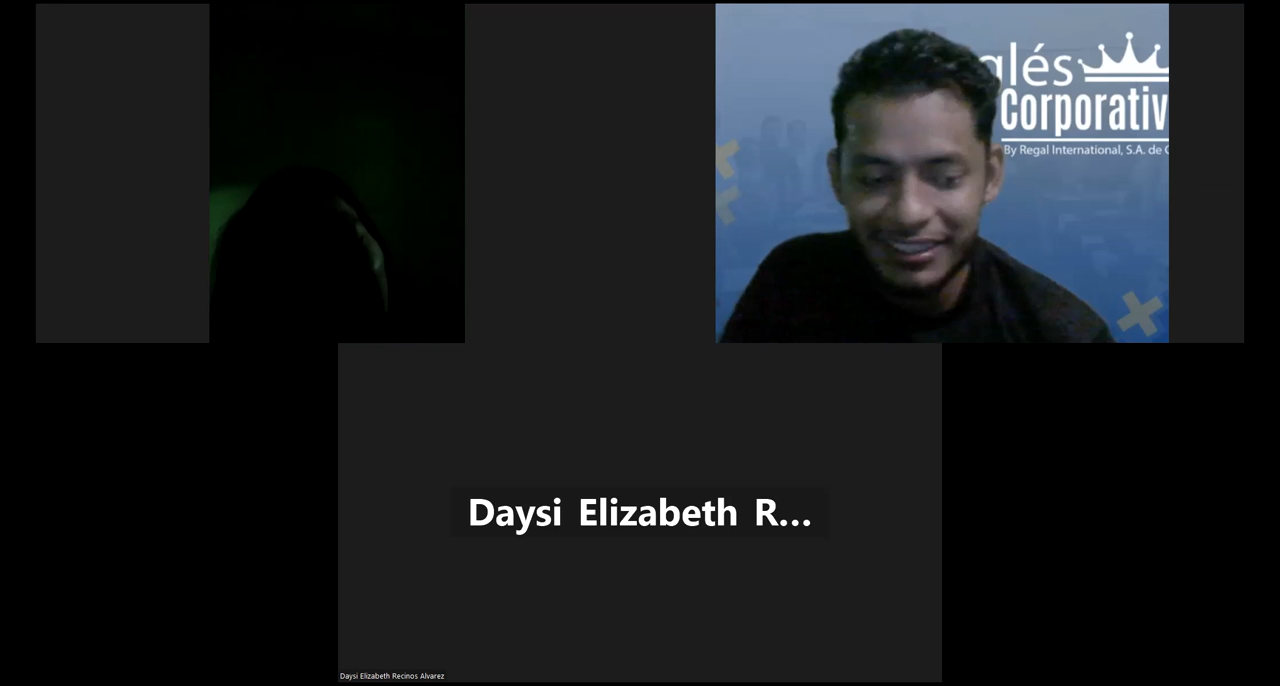 glés
Corporativ
By Regal International, S.A. de C
Daysi Elizabeth R...
Daysi Elizabeth Recinos Alvarez